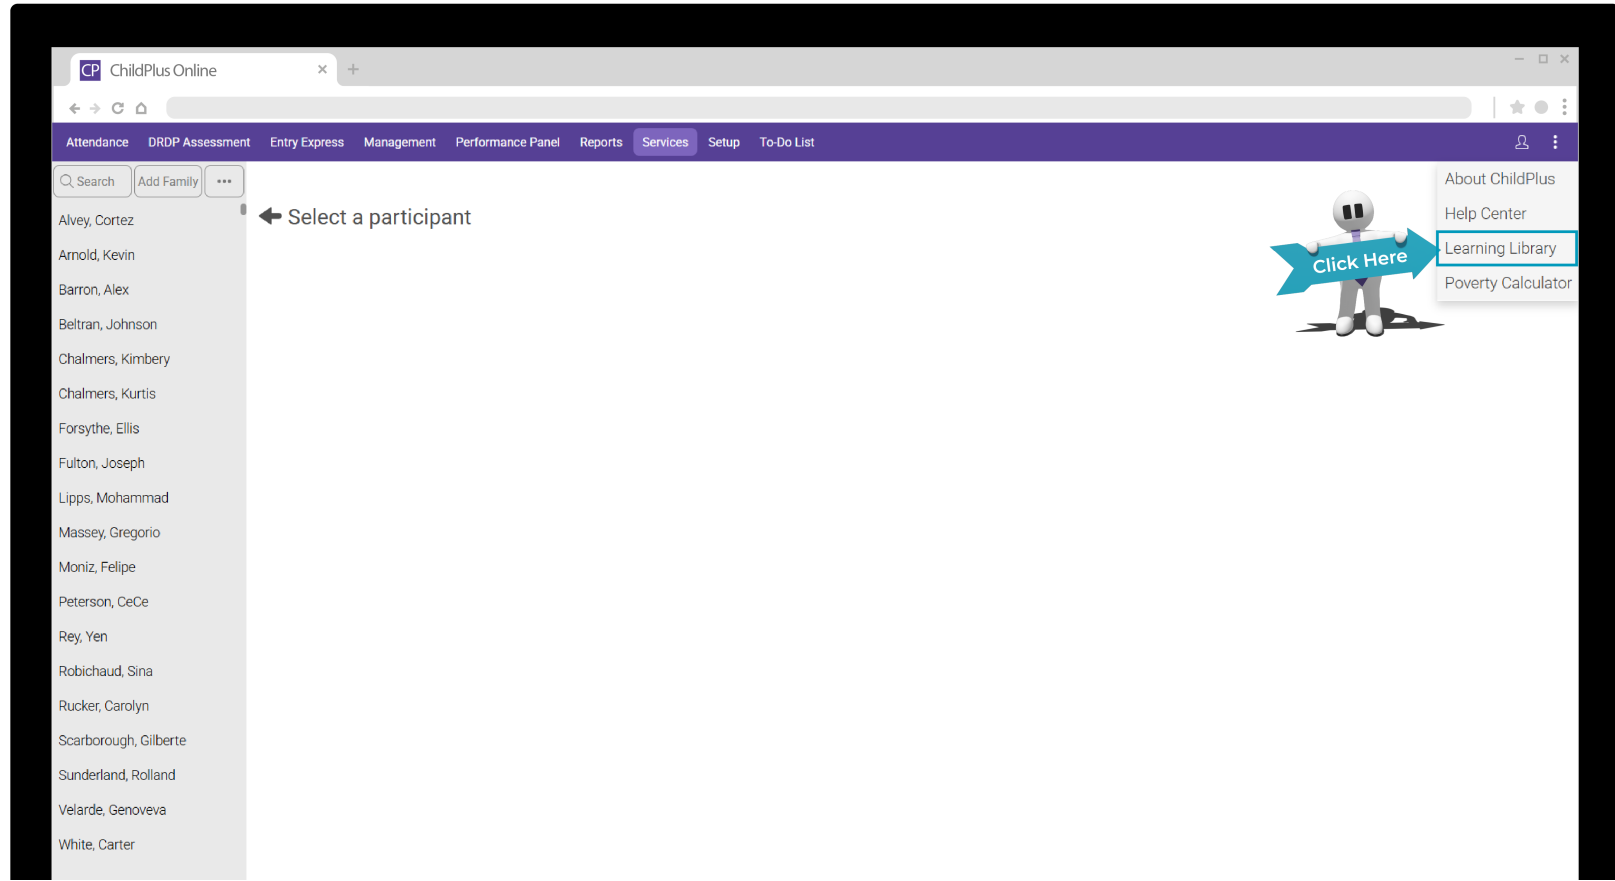 CP ChildPlus Online
Attendance DRDP Assessment Entry Express Management Performance Panel Reports Services Setup To-Do List
Search Add Family ...
About ChildPlus
Help Center
Learning Library
Poverty Calculator
Select a participant
Click Here
Alvey, Cortez
Arnold, Kevin
Barron, Alex
Beltran, Johnson
Chalmers, Kimbery
Chalmers, Kurtis
Forsythe, Ellis
Fulton, Joseph
Lipps, Mohammad
Massey, Gregorio
Moniz, Felipe
Peterson, CeCe
Rey, Yen
Robichaud, Sina
Rucker, Carolyn
Scarborough, Gilberte
Sunderland, Rolland
Velarde, Genoveva
White, Carter